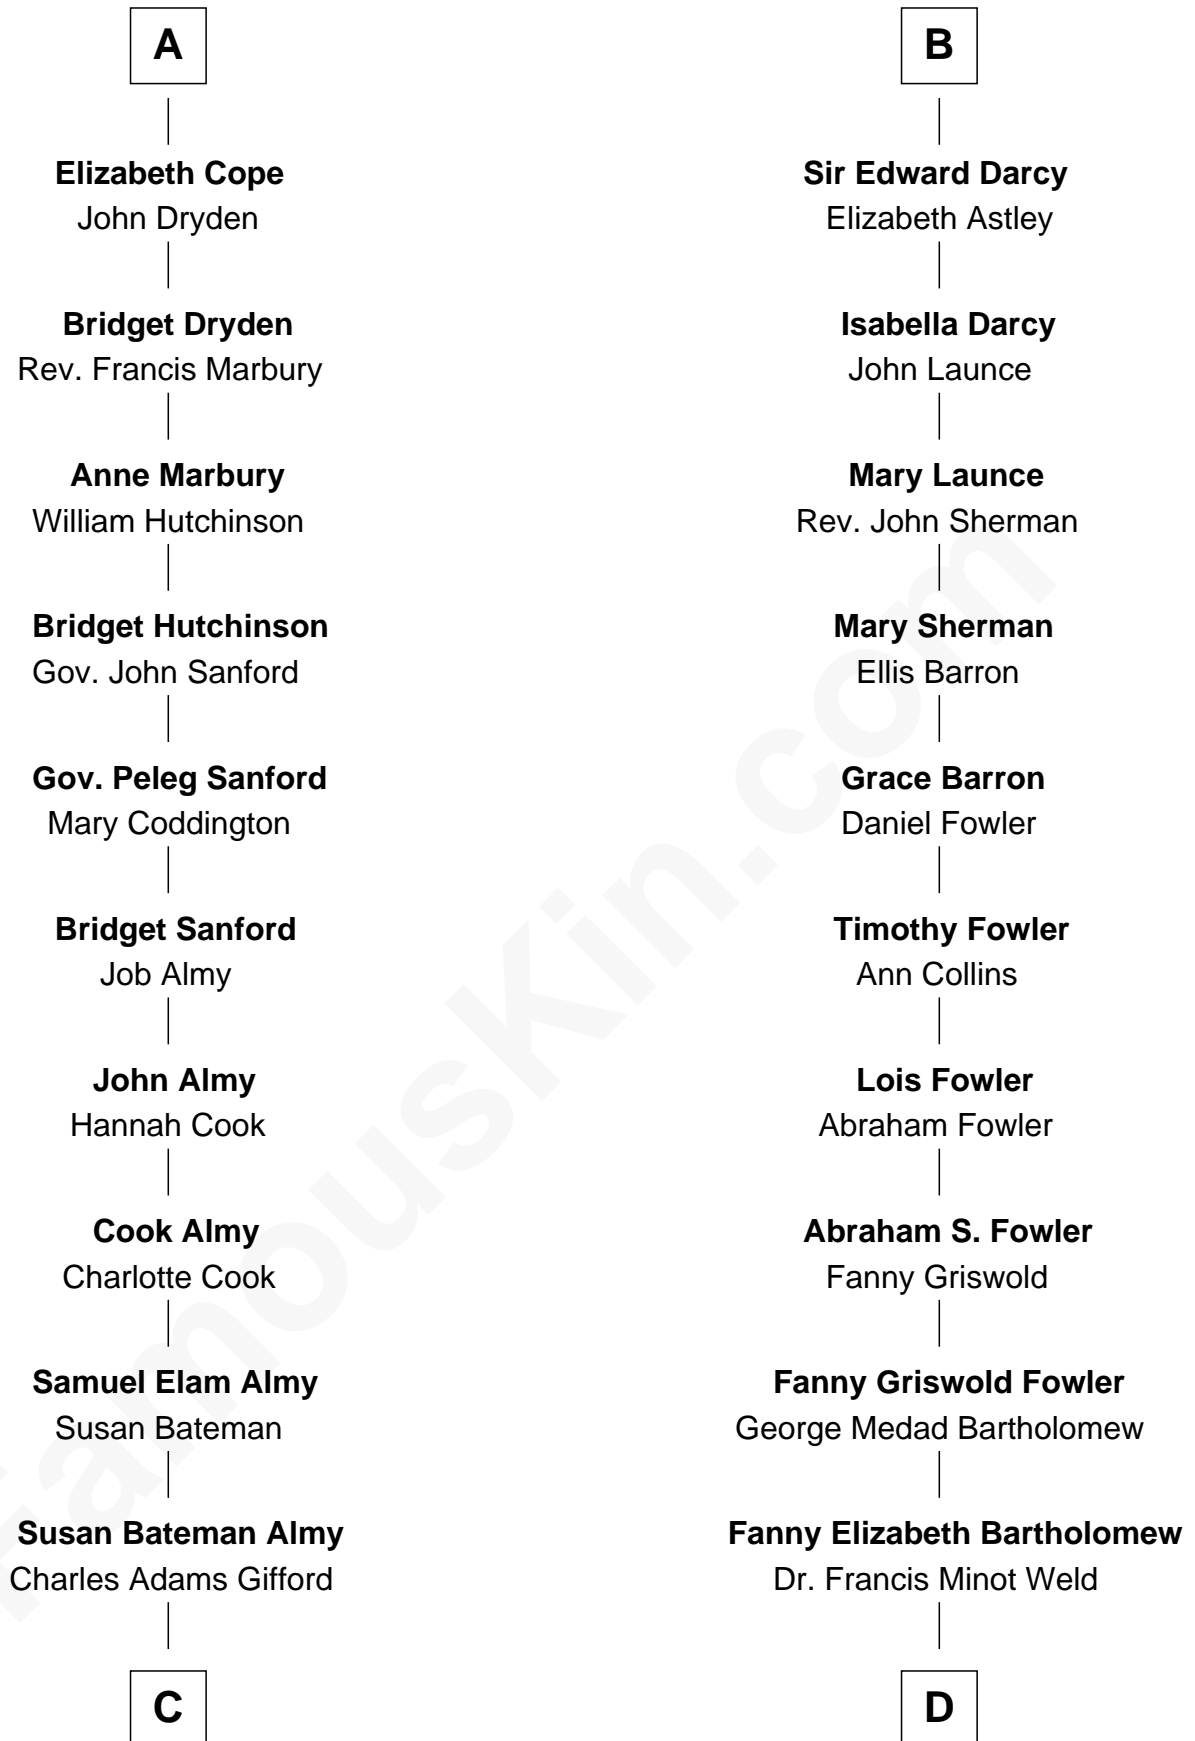 A
Elizabeth Cope
John Dryden
Bridget Dryden
Rev. Francis Marbury
Anne Marbury
William Hutchinson
Bridget Hutchinson
Gov. John Sanford
Gov. Peleg Sanford
Mary Coddington
Bridget Sanford
Job Almy
John Almy
Hannah Cook
Cook Almy
Charlotte Cook
Samuel Elam Almy
Susan Bateman
Susan Bateman Almy
Charles Adams Gifford
C
B
Sir Edward Darcy
Elizabeth Astley
Isabella Darcy
John Launce
Mary Launce
Rev. John Sherman
Mary Sherman
Ellis Barron
Grace Barron
Daniel Fowler
Timothy Fowler
Ann Collins
Lois Fowler
Abraham Fowler
Abraham S. Fowler
Fanny Griswold
Fanny Griswold Fowler
George Medad Bartholomew
Fanny Elizabeth Bartholomew
Dr. Francis Minot Weld
D
FamousKin.com